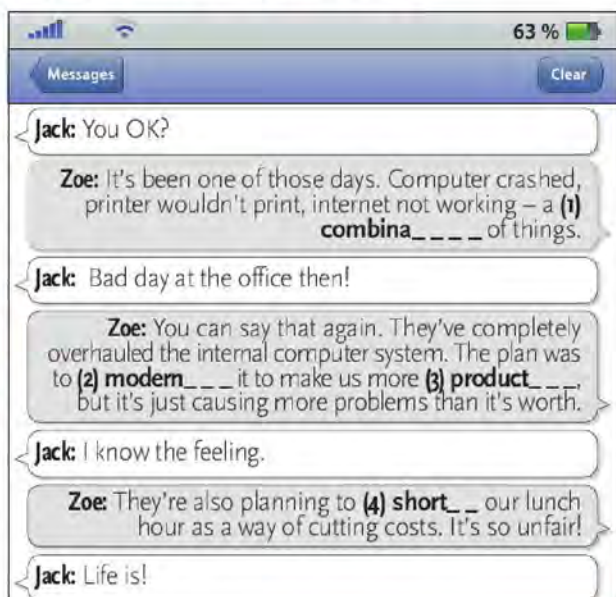 63 %
Messages
Clear
Jack: You OK?
Zoe: It's been one of those days. Computer crashed,
printer wouldn't print, internet not working – a (1)
combina_ _ _ _ of things.
Jack: Bad day at the office then!
Zoe: You can say that again. They've completely
overhauled the internal computer system. The plan was
to (2) modern_ _ _ it to make us more (3) product_ _ _,
but it's just causing more problems than it's worth.
Jack: I know the feeling.
Zoe: They're also planning to (4) short_ _ our lunch
hour as a way of cutting costs. It's so unfair!
Jack: Life is!